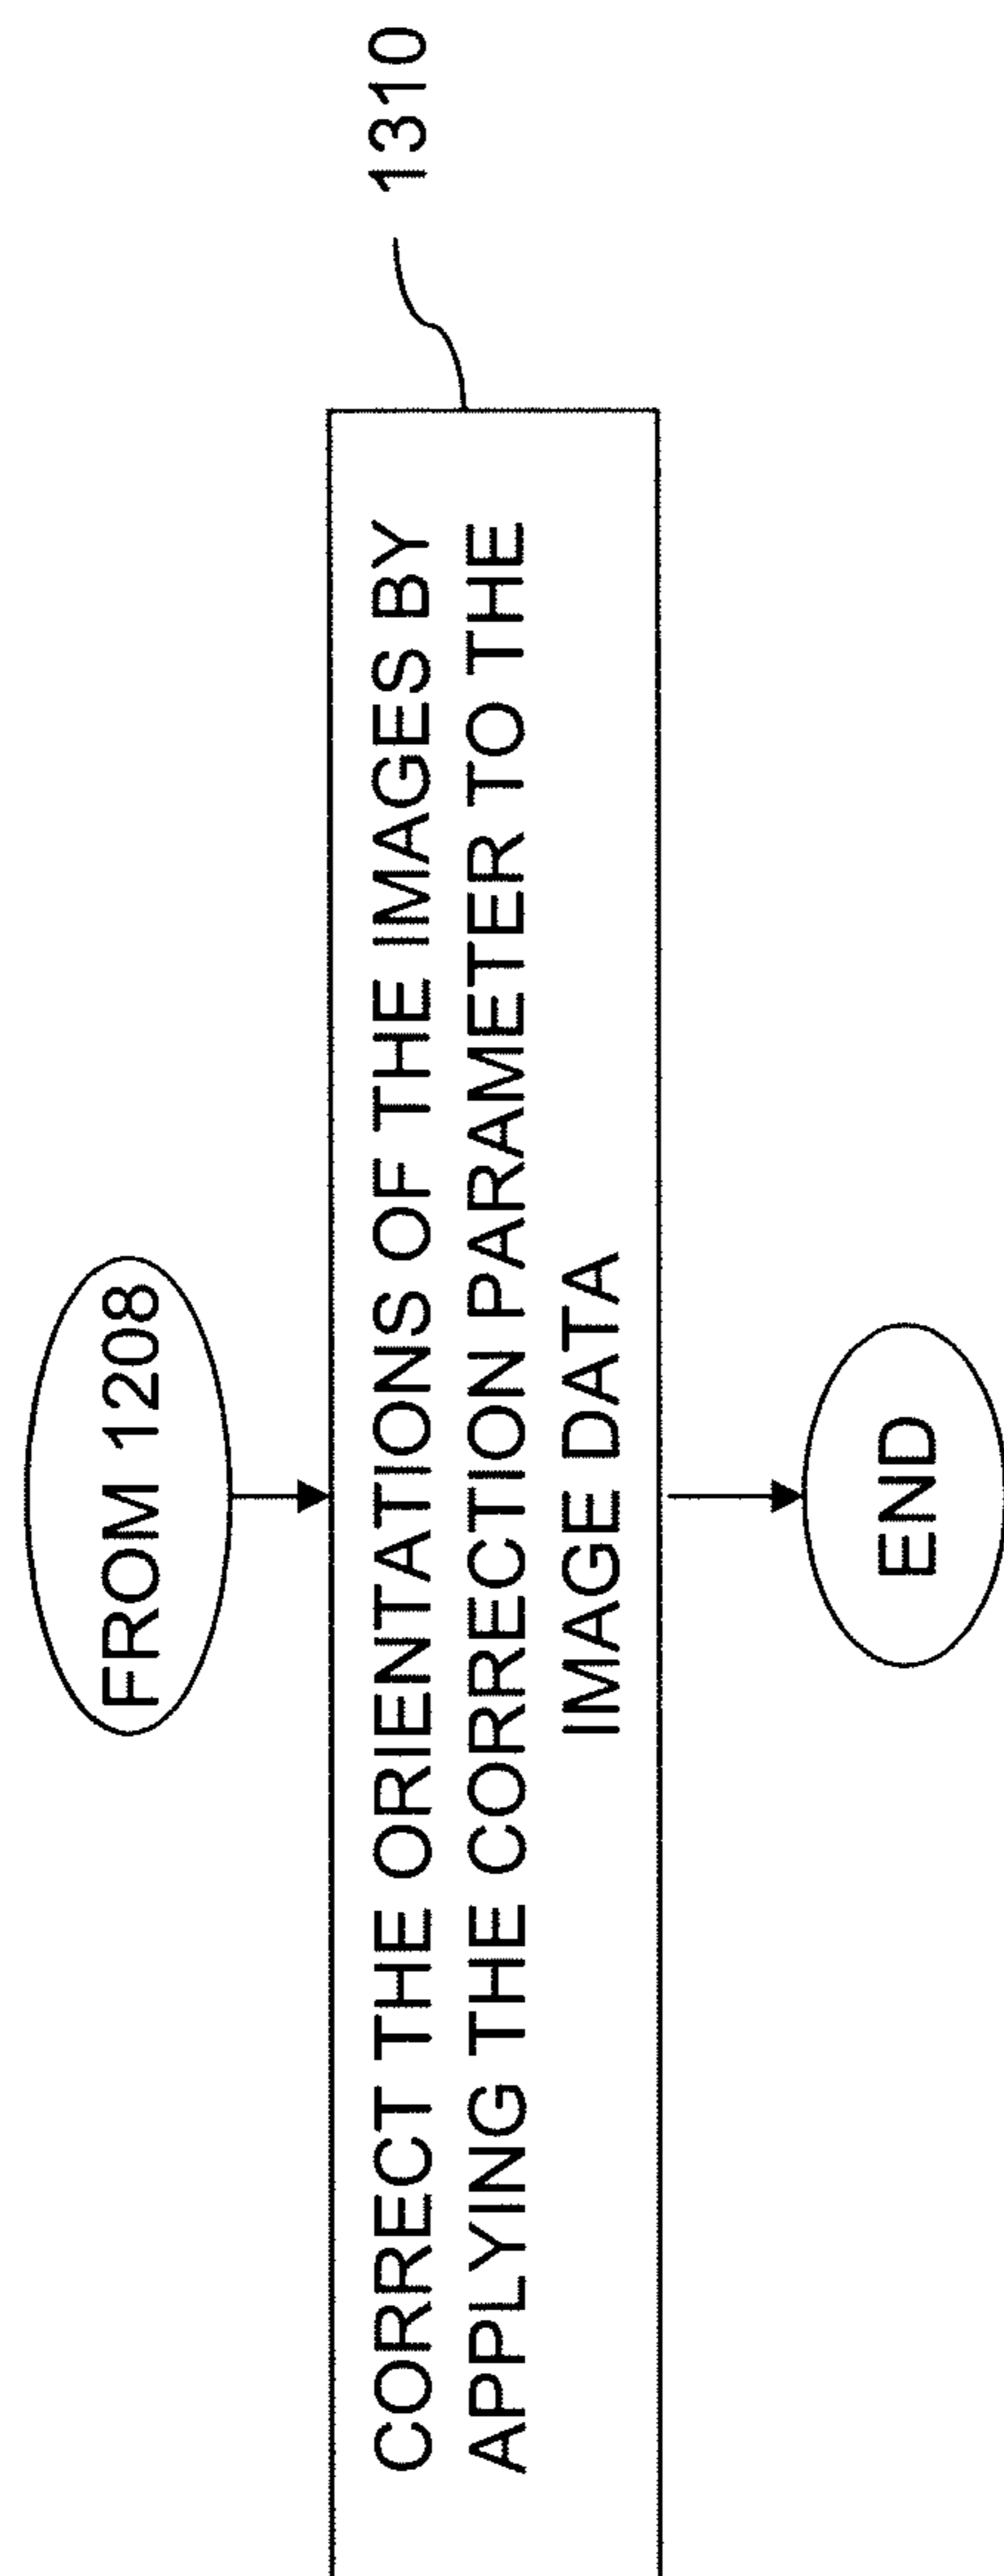 FROM 1208
1310
CORRECT THE ORIENTATIONS OF THE IMAGES BY
APPLYING THE CORRECTION PARAMETER TO THE
IMAGE DATA
END